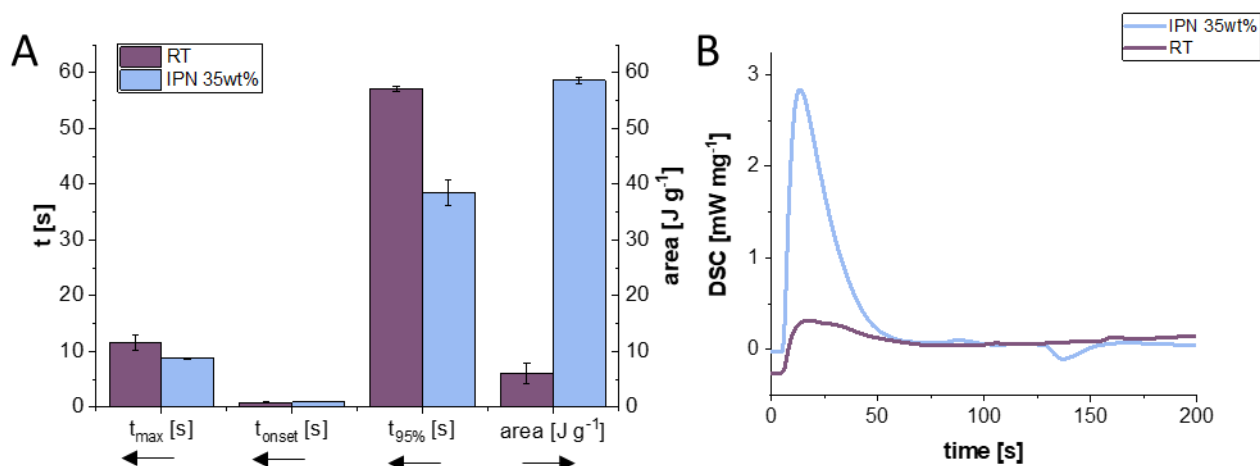 A
RT
IPN 35wt%
60
50
40
30
20
10
0
t [s]
60
50
40
30
20
10
0
area [J g⁻¹]
tmax [s]
tonset [s]
t95% [s]
area [J g⁻¹]
B
IPN 35wt%
RT
3
2
1
0
DSC [mW mg⁻¹]
0
50
100
150
200
time [s]